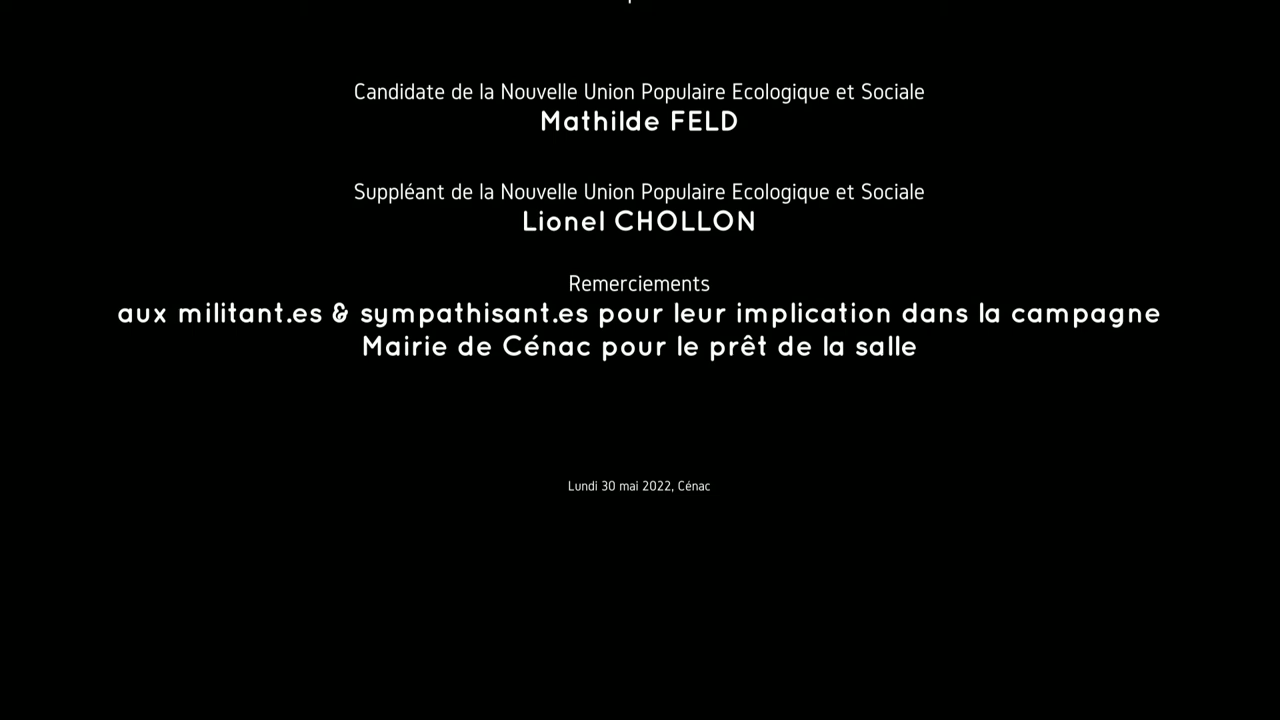 Candidate de la Nouvelle Union Populaire Ecologique et Sociale
Mathilde FELD
Suppléant de la Nouvelle Union Populaire Ecologique et Sociale
Lionel CHOLLON
Remerciements
aux militant.es & sympathisant.es pour leur implication dans la campagne
Mairie de Cénac pour le prêt de la salle
Lundi 30 mai 2022, Cénac